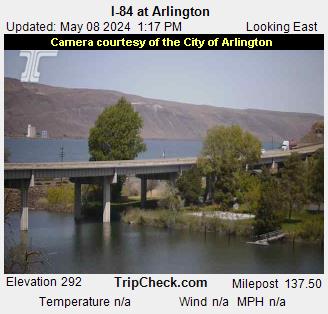 I-84 at Arlington
Updated: May 08 2024 1:17 PM Looking East
Camera courtesy of the City of Arlington
Elevation 292 TripCheck.com Milepost 137.50
Temperature n/a Wind n/a MPH n/a